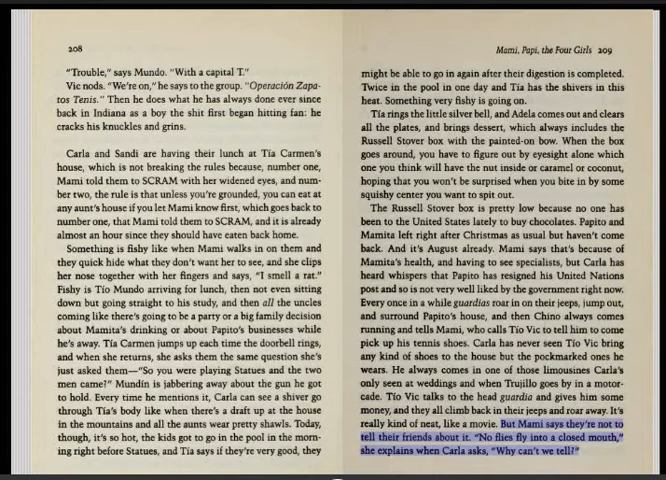 208
"Trouble," says Mundo. "With a capital T."
Vic nods. "We're on," he says to the group. "Operación Zapa-
tos Tenis." Then he does what he has always done ever since
back in Indiana as a boy the shit first began hitting fan: he
cracks his knuckles and grins.
Carla and Sandi are having their lunch at Tía Carmen's
house, which is not breaking the rules because, number one,
Mami told them to SCRAM with her widened eyes, and num-
ber two, the rule is that unless you're grounded, you can eat at
any aunt's house if you let Mami know first, which goes back to
number one, that Mami told them to SCRAM, and it is already
almost an hour since they should have eaten back home.
Something is fishy like when Mami walks in on them and
they quick hide what they don't want her to see, and she clips
her nose together with her fingers and says, "I smell a rat."
Fishy is Tío Mundo arriving for lunch, then not even sitting
down but going straight to his study, and then all the uncles
coming like there's going to be a party or a big family decision
about Mamita's drinking or about Papito's businesses while
he's away. Tía Carmen jumps up each time the doorbell rings,
and when she returns, she asks them the same question she's
just asked them—"So you were playing Statues and the two
men came?" Mundín is jabbering away about the gun he got
to hold. Every time he mentions it, Carla can see a shiver go
through Tía's body like when there's a draft up at the house
in the mountains and all the aunts wear pretty shawls. Today,
though, it's so hot, the kids got to go in the pool in the morn-
ing right before Statues, and Tía says if they're very good, they
Mami, Papi, the Four Girls 209
might be able to go in again after their digestion is completed.
Twice in the pool in one day and Tía has the shivers in this
heat. Something very fishy is going on.
Tía rings the little silver bell, and Adela comes out and clears
all the plates, and brings dessert, which always includes the
Russell Stover box with the painted-on bow. When the box
goes around, you have to figure out by eyesight alone which
one you think will have the nut inside or caramel or coconut,
hoping that you won't be surprised when you bite in by some
squishy center you want to spit out.
The Russell Stover box is pretty low because no one has
been to the United States lately to buy chocolates. Papito and
Mamita left right after Christmas as usual but haven't come
back. And it's August already. Mami says that's because of
Mamita's health, and having to see specialists, but Carla has
heard whispers that Papito has resigned his United Nations
post and so is not very well liked by the government right now.
Every once in a while guardias roar in on their jeeps, jump out,
and surround Papito's house, and then Chino always comes
running and tells Mami, who calls Tío Vic to tell him to come
pick up his tennis shoes. Carla has never seen Tío Vic bring
any kind of shoes to the house but the pockmarked ones he
wears. He always comes in one of those limousines Carla's
only seen at weddings and when Trujillo goes by in a motor-
cade. Tío Vic talks to the head guardia and gives him some
money, and they all climb back in their jeeps and roar away. It's
really kind of neat, like a movie. But Mami says they're not to
tell their friends about it. "No flies fly into a closed mouth,"
she explains when Carla asks, "Why can't we tell?"